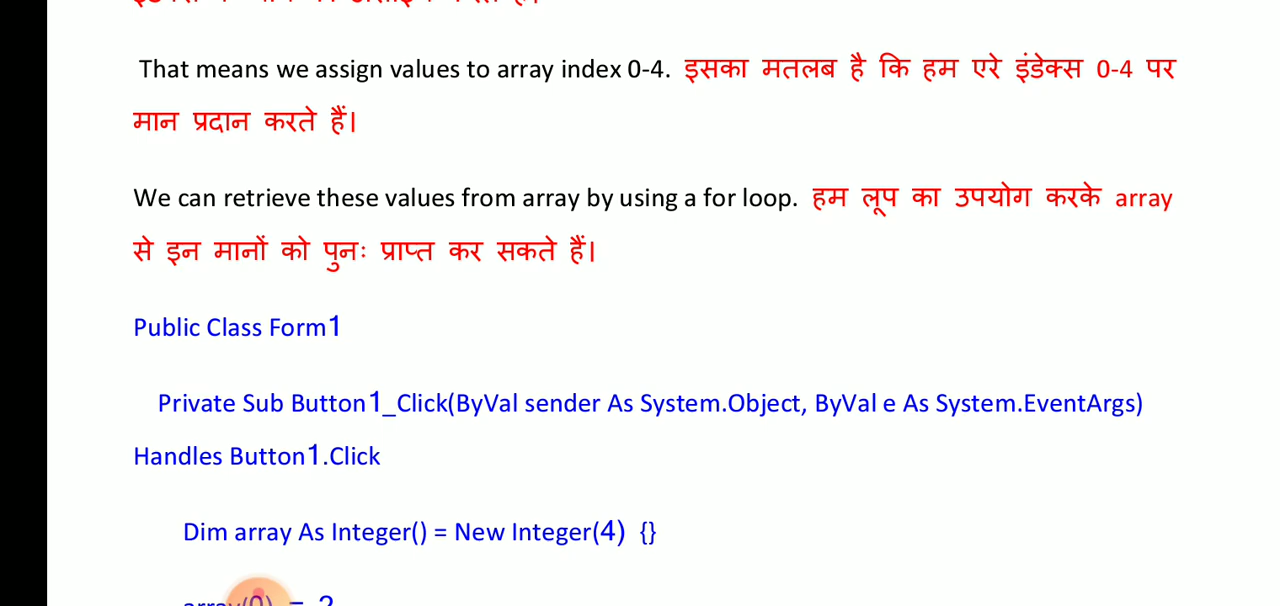 That means we assign values to array index 0-4. इसका मतलब है कि हम एरे इंडेक्स 0-4 पर
मान प्रदान करते हैं।
We can retrieve these values from array by using a for loop. हम लूप का उपयोग करके array
से इन मानों को पुनः प्राप्त कर सकते हैं।
Public Class Form1
Private Sub Button1_Click(ByVal sender As System.Object, ByVal e As System.EventArgs)
Handles Button1.Click
Dim array As Integer() = New Integer(4) {}
array(0) = 2